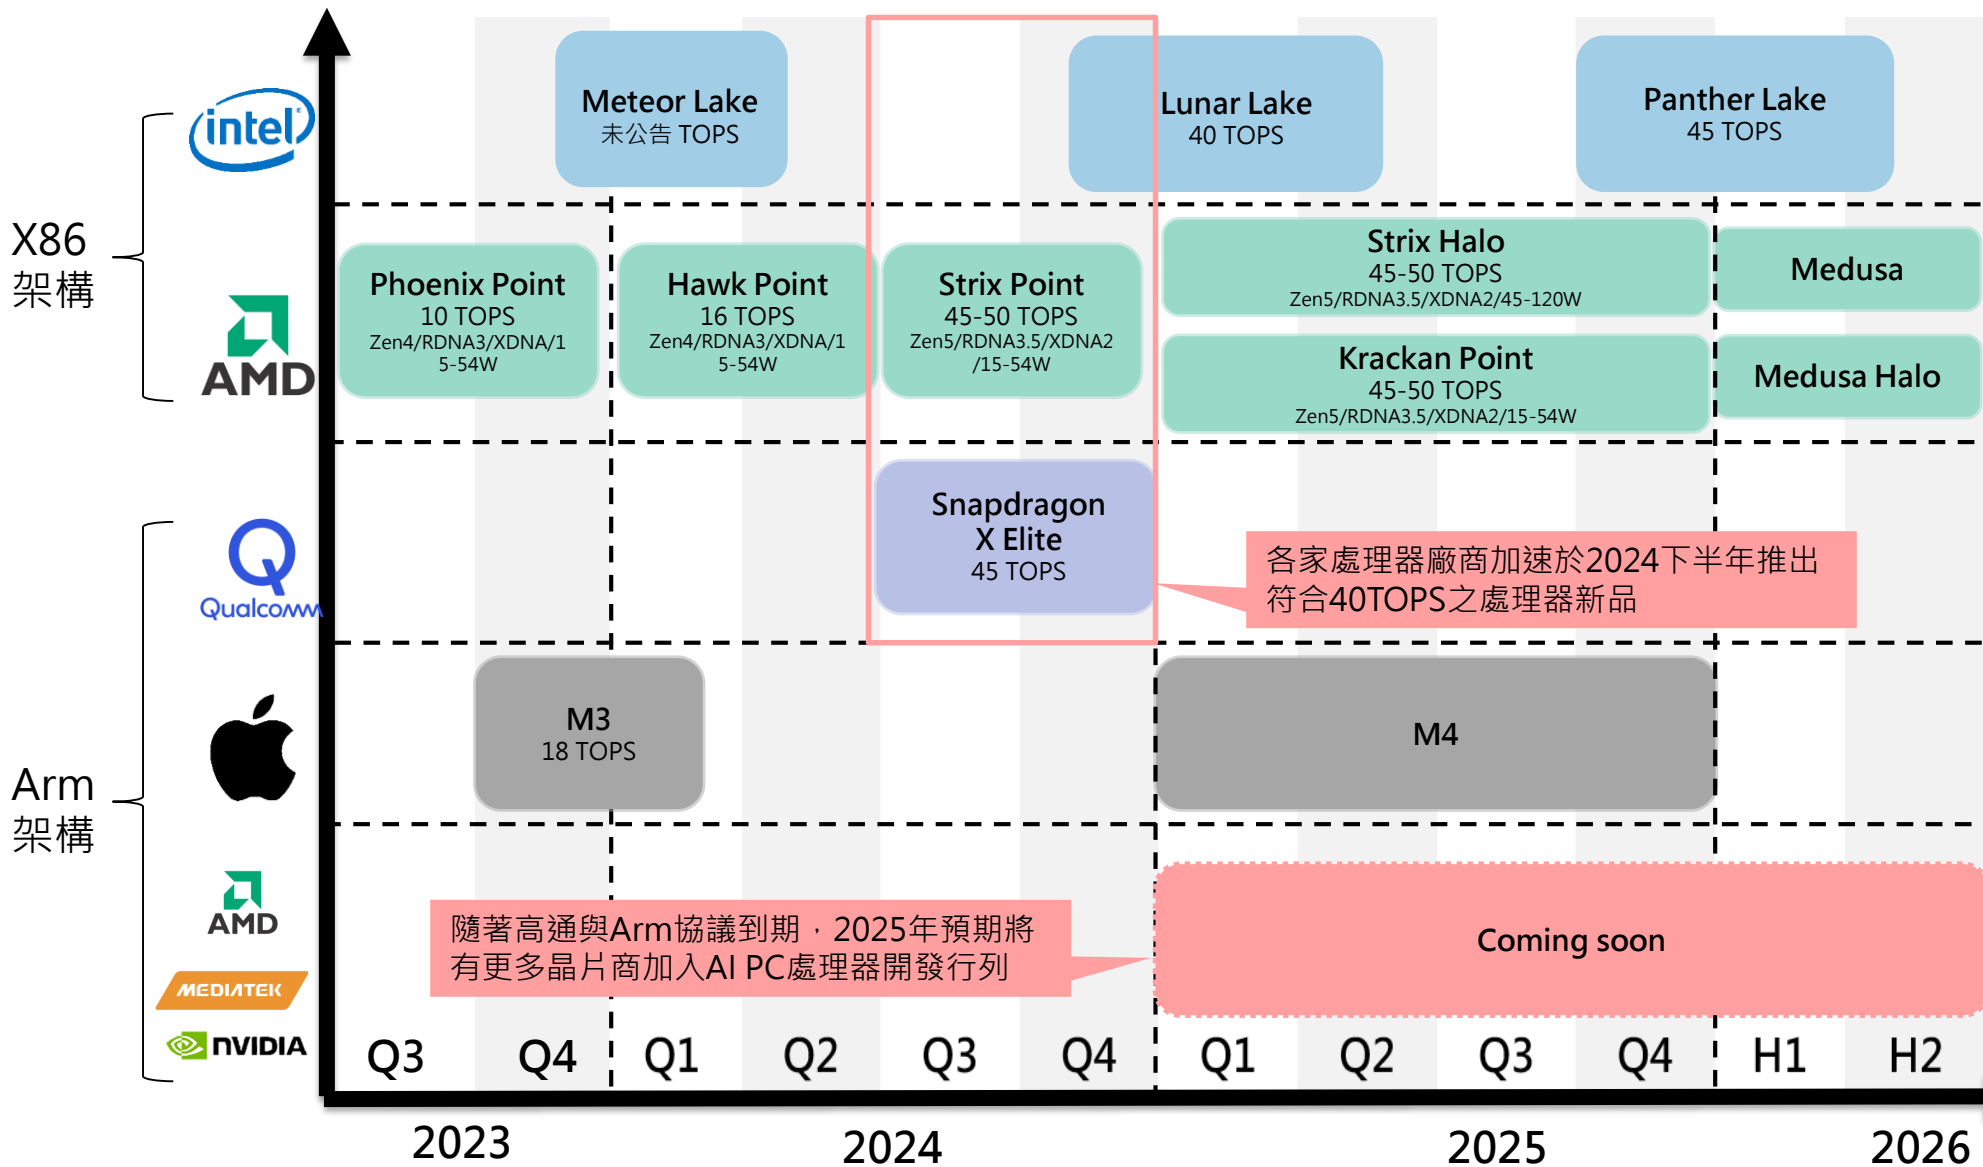 intel
Meteor Lake
未公告 TOPS
Lunar Lake
40 TOPS
Panther Lake
45 TOPS
X86
架構
AMD
Phoenix Point
10 TOPS
Zen4/RDNA3/XDNA/1
5-54W
Hawk Point
16 TOPS
Zen4/RDNA3/XDNA/1
5-54W
Strix Point
45-50 TOPS
Zen5/RDNA3.5/XDNA2
/15-54W
Strix Halo
45-50 TOPS
Zen5/RDNA3.5/XDNA2/45-120W
Krackan Point
45-50 TOPS
Zen5/RDNA3.5/XDNA2/15-54W
Medusa
Medusa Halo
Qualcomm
Snapdragon
X Elite
45 TOPS
各家處理器廠商加速於2024下半年推出
符合40TOPS之處理器新品
Arm
架構
M3
18 TOPS
M4
AMD
MEDIATEK
NVIDIA
隨著高通與Arm協議到期，2025年預期將
有更多晶片商加入AI PC處理器開發行列
Coming soon
Q3 Q4 Q1 Q2 Q3 Q4 Q1 Q2 Q3 Q4 H1 H2
2023 2024 2025 2026